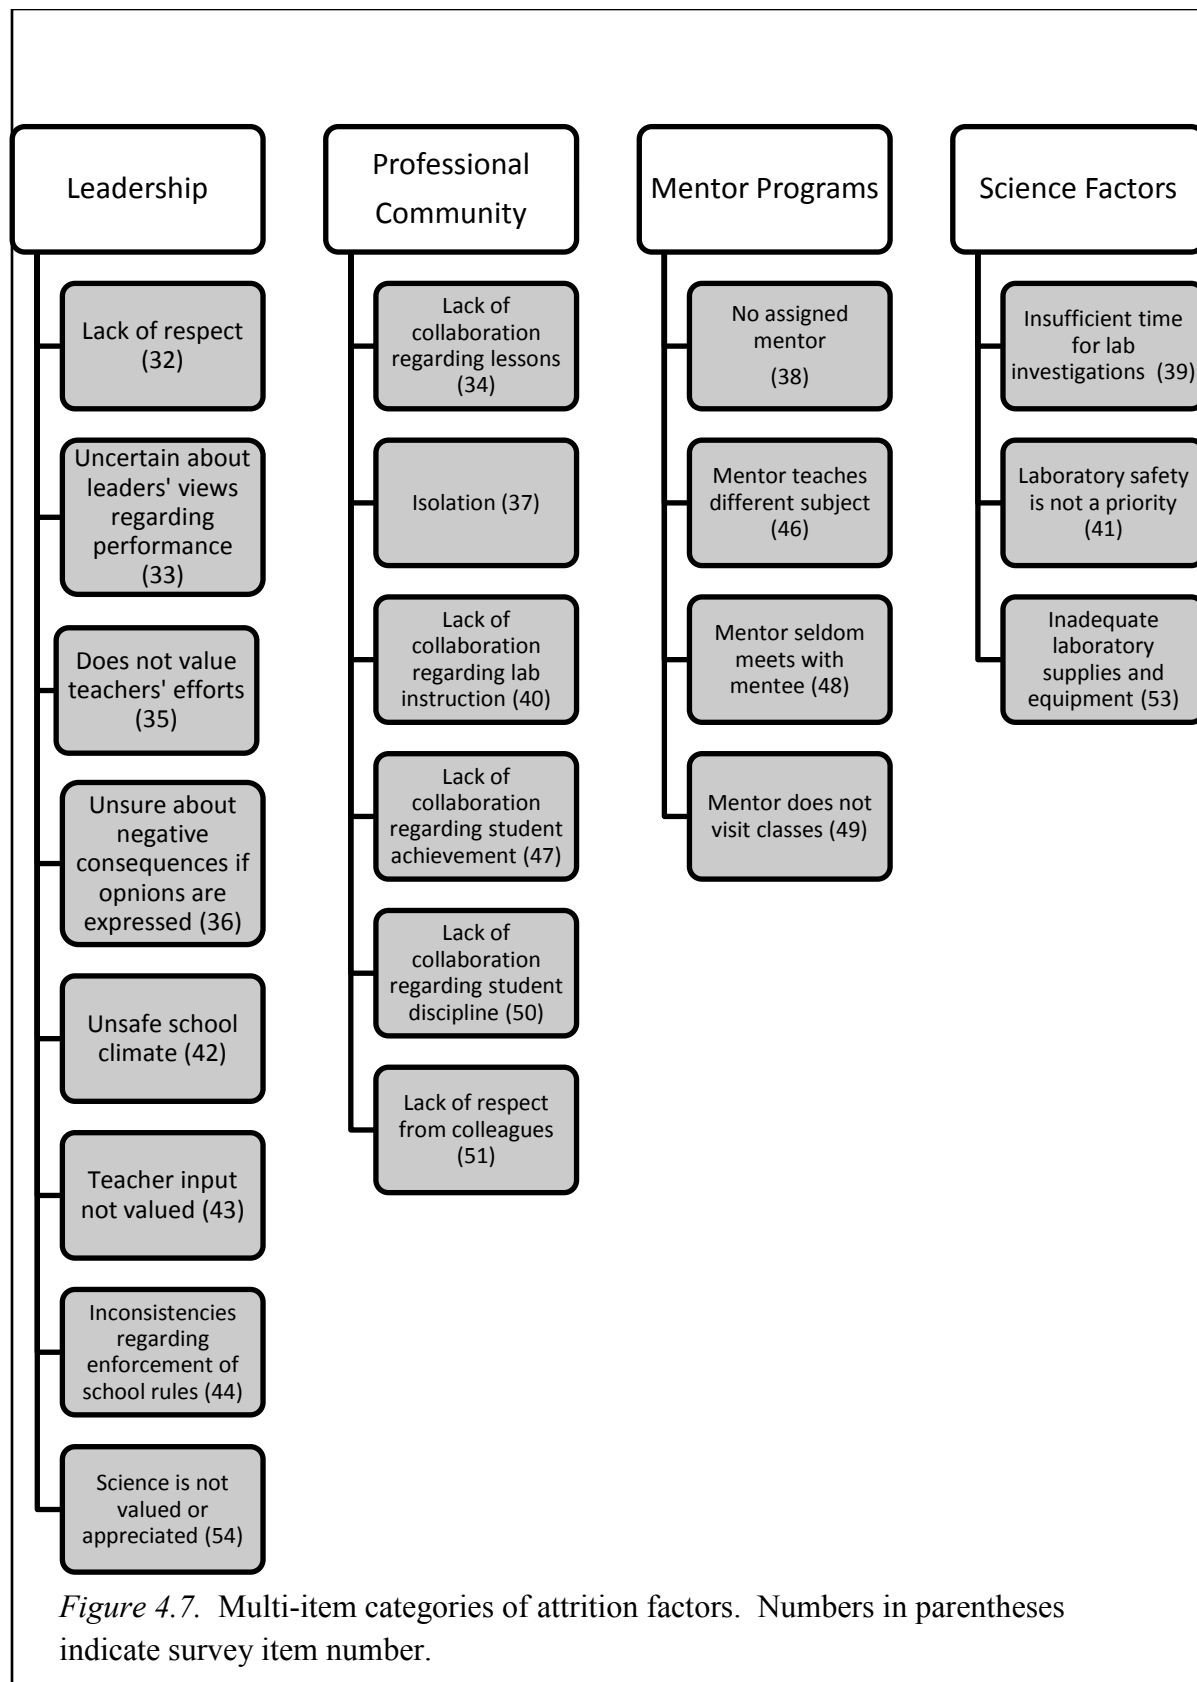 Leadership
Lack of respect
(32)
Uncertain about
leaders' views
regarding
performance
(33)
Does not value
teachers' efforts
(35)
Unsure about
negative
consequences if
opnions are
expressed (36)
Unsafe school
climate (42)
Teacher input
not valued (43)
Inconsistencies
regarding
enforcement of
school rules (44)
Science is not
valued or
appreciated (54)
Professional
Community
Lack of
collaboration
regarding lessons
(34)
Isolation (37)
Lack of
collaboration
regarding lab
instruction (40)
Lack of
collaboration
regarding student
achievement (47)
Lack of
collaboration
regarding student
discipline (50)
Lack of respect
from colleagues
(51)
Mentor Programs
No assigned
mentor
(38)
Mentor teaches
different subject
(46)
Mentor seldom
meets with
mentee (48)
Mentor does not
visit classes (49)
Science Factors
Insufficient time
for lab
investigations  (39)
Laboratory safety
is not a priority
(41)
Inadequate
laboratory
supplies and
equipment (53)
Figure 4.7.  Multi-item categories of attrition factors.  Numbers in parentheses
indicate survey item number.